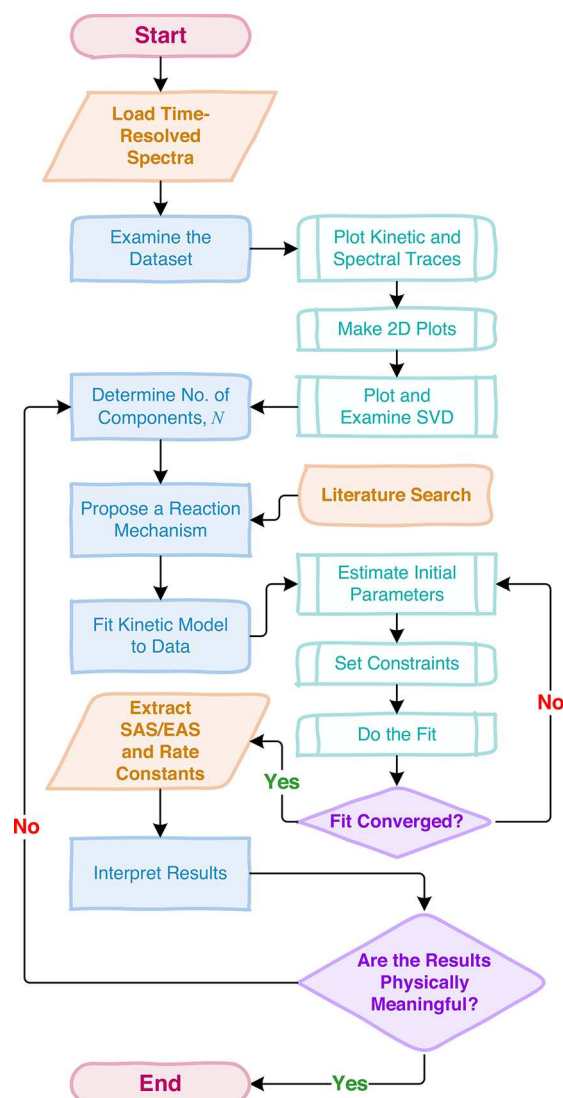 Start
Load Time-
Resolved
Spectra
Examine the
Dataset
Plot Kinetic and
Spectral Traces
Make 2D Plots
Plot and
Examine SVD
Determine No. of
Components, N
Literature Search
Propose a Reaction
Mechanism
Fit Kinetic Model
to Data
Estimate Initial
Parameters
Set Constraints
Do the Fit
Fit Converged?
No
Yes
Extract
SAS/EAS
and Rate
Constants
Interpret Results
Are the Results
Physically
Meaningful?
No
Yes
End